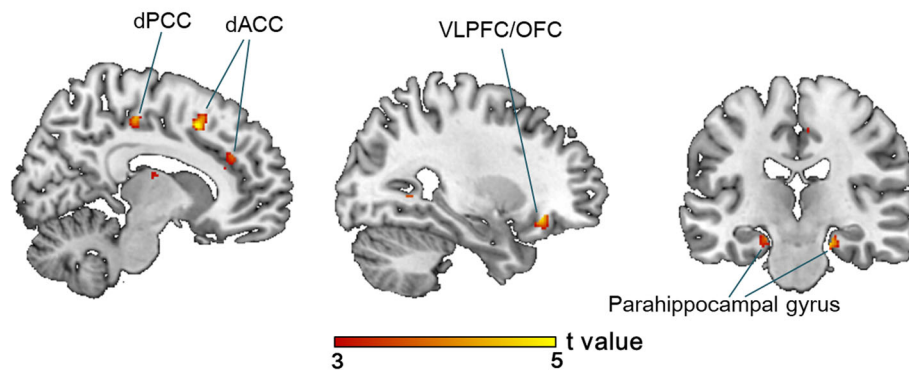 dPCC
dACC
VLPFC/OFC
Parahippocampal gyrus
t value
3
5